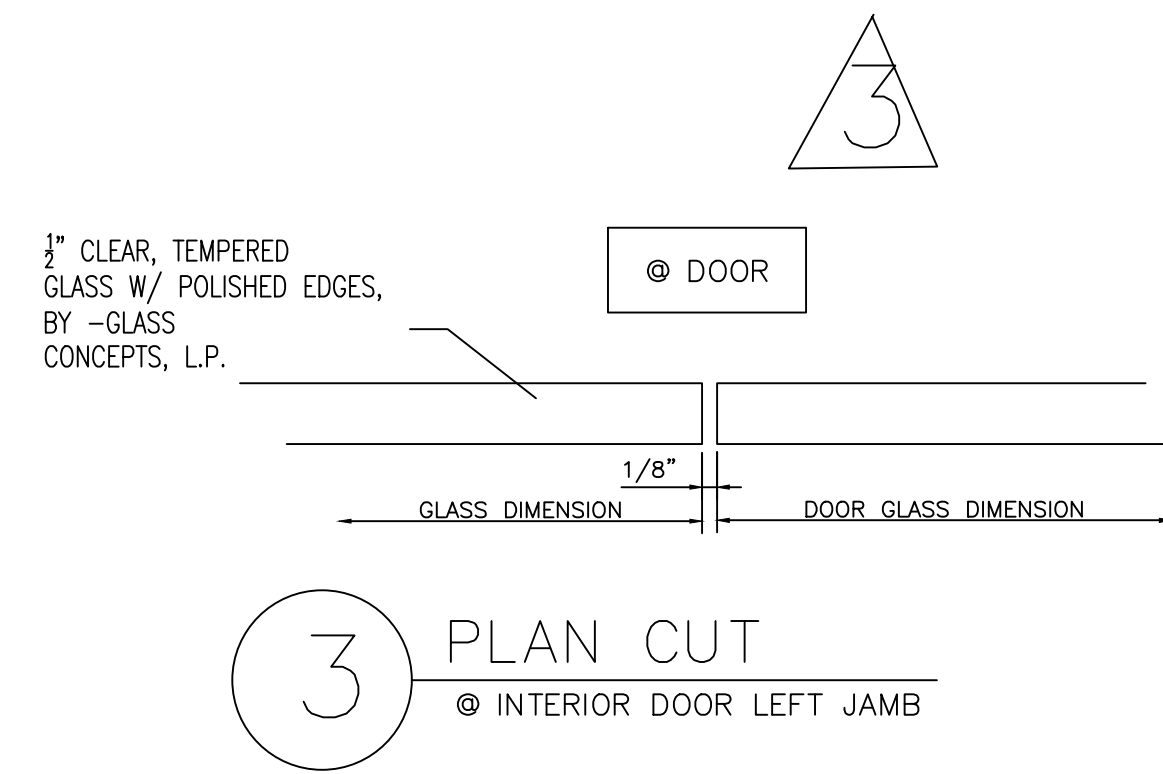 3
@ DOOR
½” CLEAR, TEMPERED
GLASS W/ POLISHED EDGES,
BY -GLASS
CONCEPTS, L.P.
1/8”
GLASS DIMENSION
DOOR GLASS DIMENSION
3
PLAN CUT
@ INTERIOR DOOR LEFT JAMB